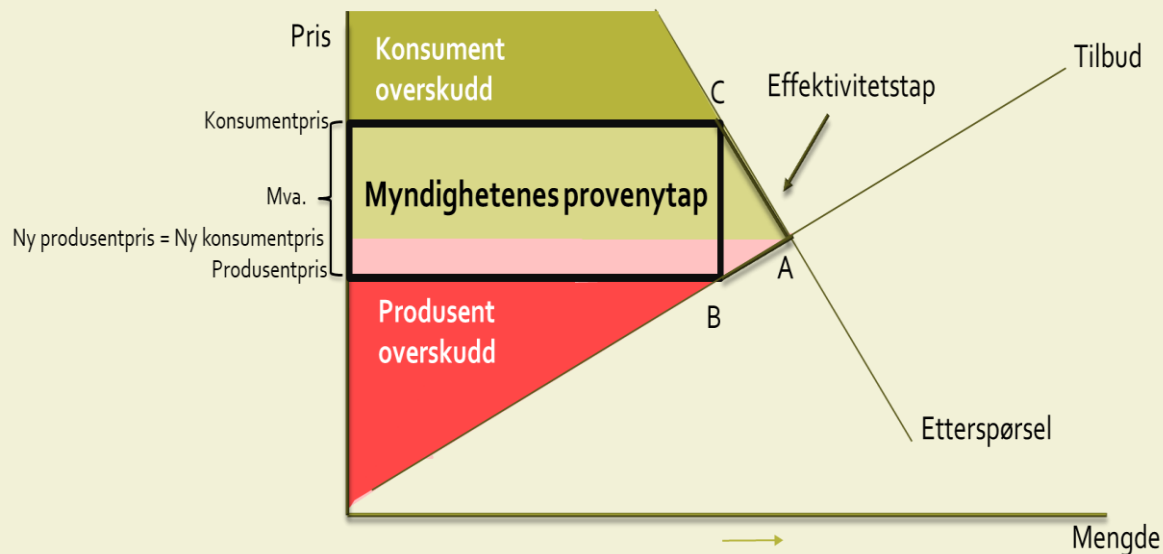 Pris
Konsument
overskudd
Tilbud
C
Effektivitetstap
Konsumentpris
Mva.
Myndighetenes provenytap
Ny produsentpris = Ny konsumentpris
Produsentpris
A
B
Produsent
overskudd
Etterspørsel
Mengde